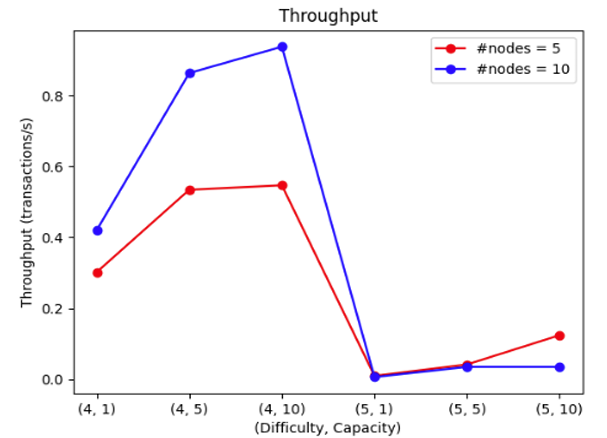 Throughput
#nodes = 5
#nodes = 10
Throughput (transactions/s)
0.8
0.6
0.4
0.2
0.0
(4, 1) (4, 5) (4, 10) (5, 1) (5, 5) (5, 10)
(Difficulty, Capacity)